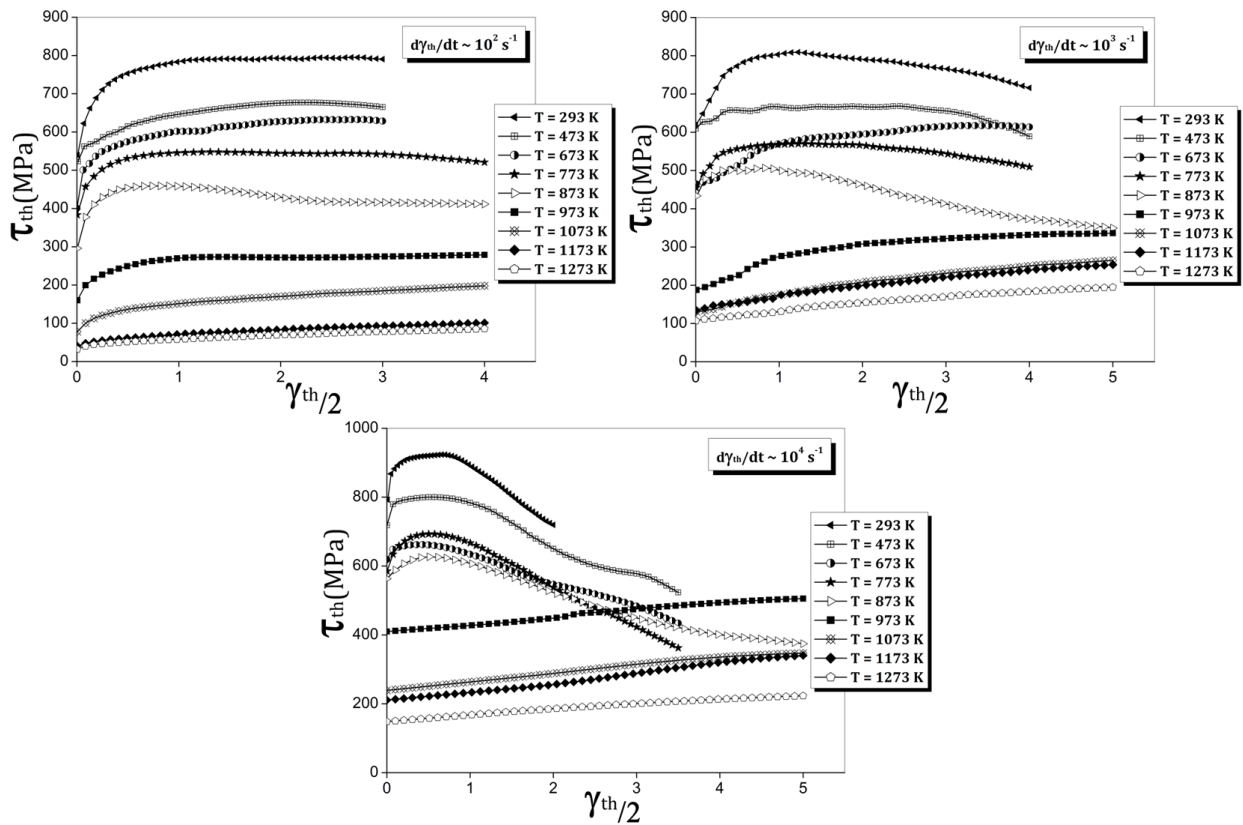 dγth/dt ~ 10² s⁻¹
τth(MPa)
900
800
700
600
500
400
300
200
100
0
0
1
2
3
4
γth/2
T = 293 K
T = 473 K
T = 673 K
T = 773 K
T = 873 K
T = 973 K
T = 1073 K
T = 1173 K
T = 1273 K
dγth/dt ~ 10³ s⁻¹
τth(MPa)
900
800
700
600
500
400
300
200
100
0
0
1
2
3
4
5
γth/2
T = 293 K
T = 473 K
T = 673 K
T = 773 K
T = 873 K
T = 973 K
T = 1073 K
T = 1173 K
T = 1273 K
dγth/dt ~ 10⁴ s⁻¹
τth(MPa)
1000
800
600
400
200
0
0
1
2
3
4
5
γth/2
T = 293 K
T = 473 K
T = 673 K
T = 773 K
T = 873 K
T = 973 K
T = 1073 K
T = 1173 K
T = 1273 K